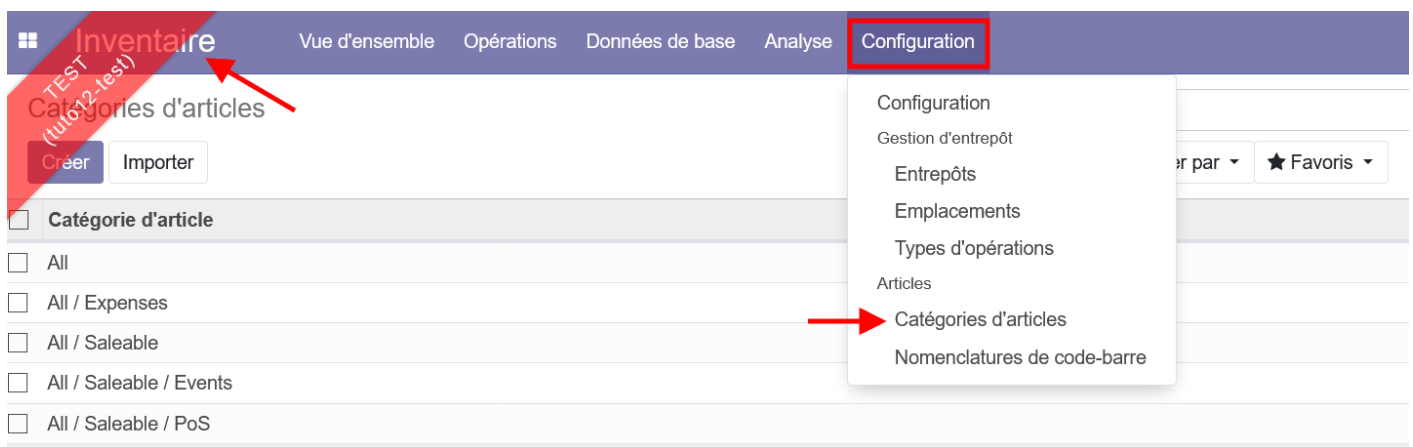 Inventaire
Vue d'ensemble
Opérations
Données de base
Analyse
Configuration
TEST
(tuto12-test)
Catégories d'articles
Créer
Importer
er par
Favoris
Configuration
Gestion d'entrepôt
Entrepôts
Emplacements
Types d'opérations
Articles
Catégories d'articles
Nomenclatures de code-barre
Catégorie d'article
All
All / Expenses
All / Saleable
All / Saleable / Events
All / Saleable / PoS